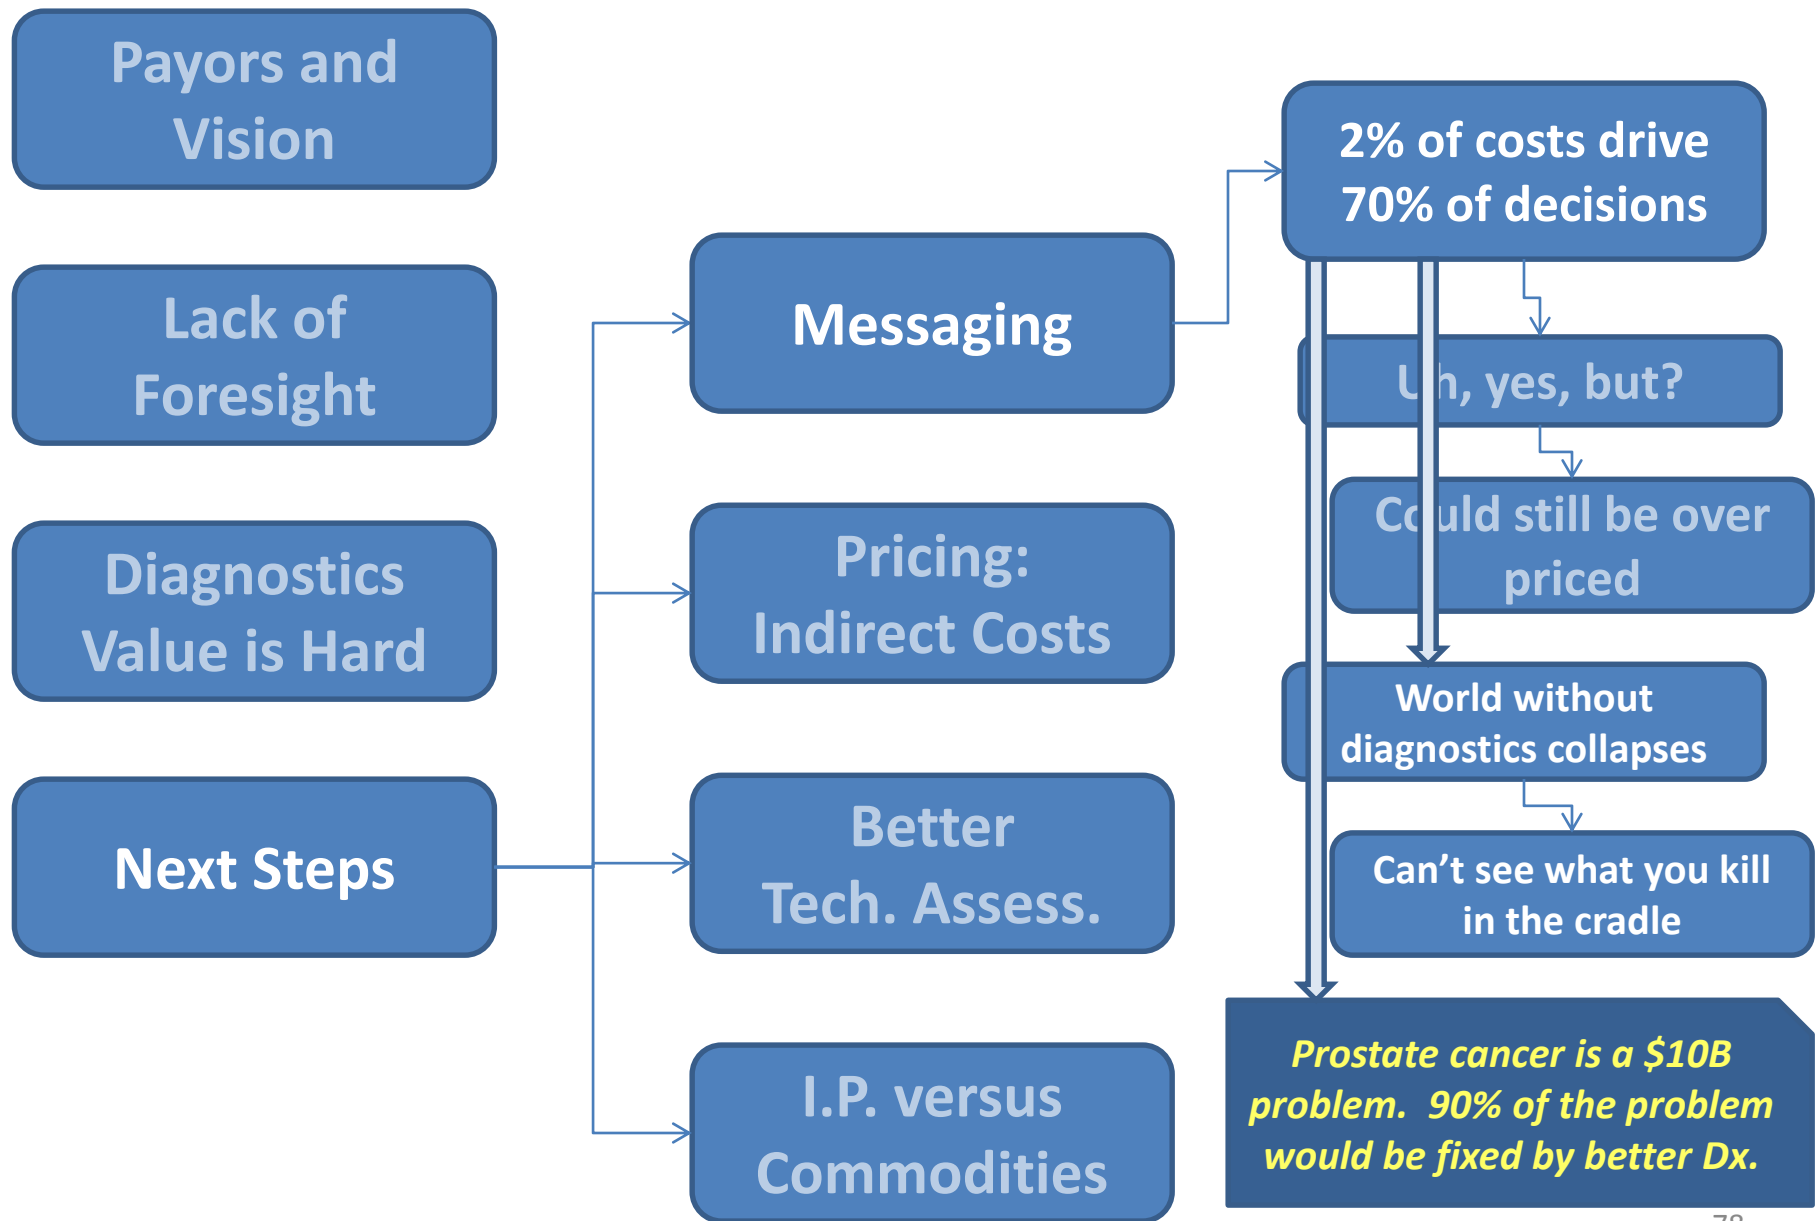 Payors and
Vision
Lack of
Foresight
Diagnostics
Value is Hard
Next Steps
Messaging
Pricing:
Indirect Costs
Better
Tech. Assess.
I.P. versus
Commodities
2% of costs drive
70% of decisions
Uh, yes, but?
Could still be over
priced
World without
diagnostics collapses
Can’t see what you kill
in the cradle
Prostate cancer is a $10B
problem.  90% of the problem
would be fixed by better Dx.
78